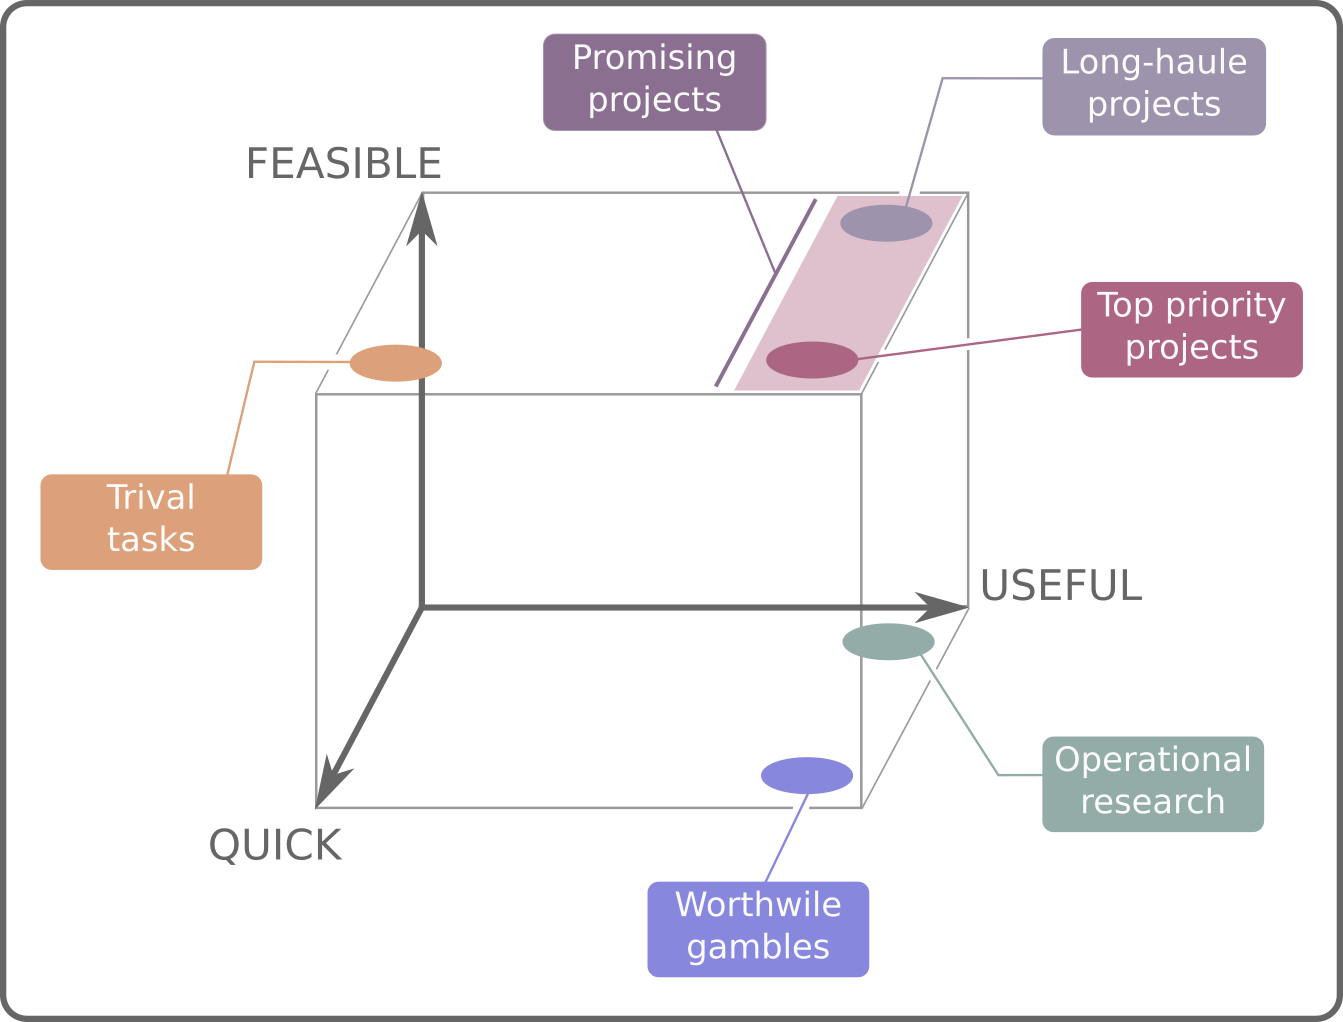 Promising
projects
Long-haule
projects
FEASIBLE
Top priority
projects
Trival
tasks
USEFUL
Operational
research
QUICK
Worthwile
gambles